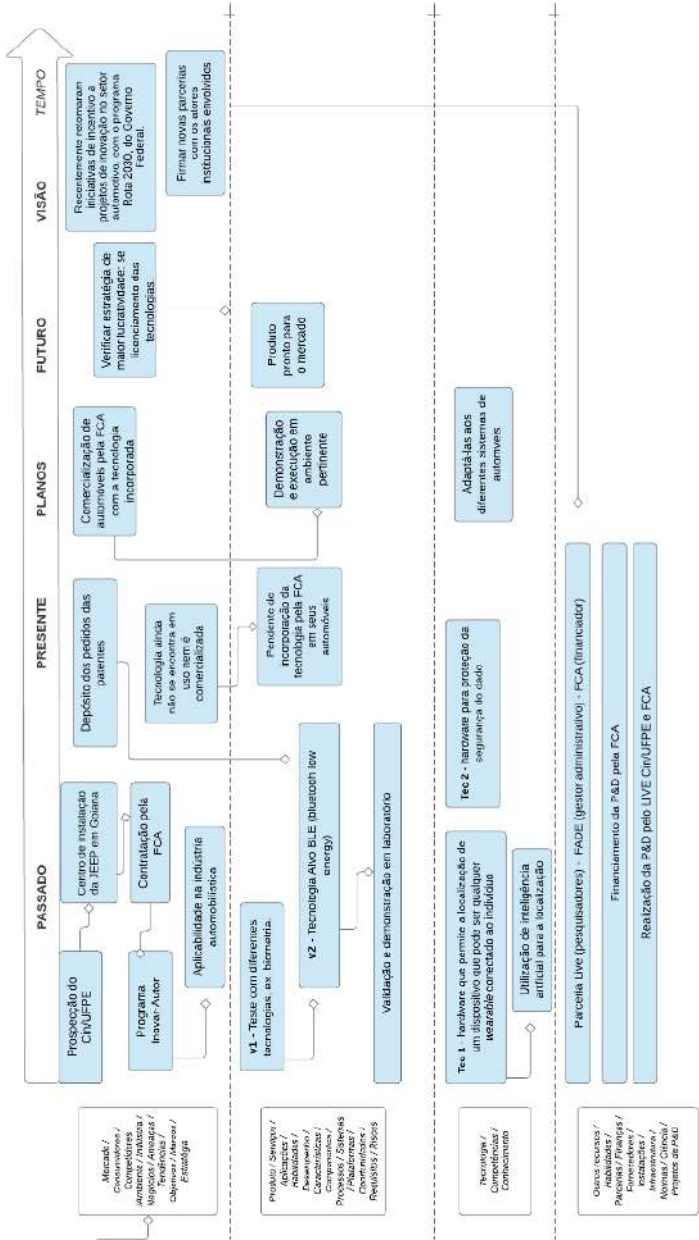 PASSADO
PRESENTE
PLANOS
FUTURO
VISÃO
TEMPO
Mercado /
Consumidores /
Competidores
/Ambiente / Indústria /
Negócios / Ameaças /
Tendências /
Objetivos / Marcos /
Estratégia
Prospecção do
Cin/UFPE
Centro de instalação
da JEEP em Goiana
Programa
Inovar-Autor
Contratação pela
FCA
Aplicabilidade na indústria
automobilística
Depósito dos pedidos das
patentes
Tecnologia ainda
não se encontra em
uso nem é
comercializada
Comercialização de
automóveis pela FCA
com a tecnologia
incorporada
Verificar estratégia de
maior lucratividade: se
licenciamento das
tecnologias.
Recentemente retornaram
iniciativas de incentivo a
projetos de inovação no setor
automotivo, com o programa
Rota 2030, do Governo
Federal.
Firmar novas parcerias
com os atores
institucionais envolvidos
Produto / Serviços /
Aplicações /
Habilidades /
Desempenho /
Características /
Componentes /
Processos / Sistemas
/ Plataformas /
Oportunidades /
Requisitos / Riscos
v1 - Teste com diferentes
tecnologias, ex. biometria.
v2 - Tecnologia Alvo BLE (bluetooth low
energy)
Validação e demonstração em laboratório
Pendente de
incorporação da
tecnologia pela FCA
em seus
automóveis
Demonstração
e execução em
ambiente
pertinente
Produto
pronto para
o mercado
Tecnologia /
Competências /
Conhecimento
Tec 1 - hardware que permite a localização de
um dispositivo que pode ser qualquer
wearable conectado ao indivíduo
Utilização de inteligência
artificial para a localização
Tec 2 - hardware para proteção da
segurança do dado
Adaptá-las aos
diferentes sistemas de
automóveis
Outros recursos /
Habilidades /
Parcerias / Finanças /
Fornecedores /
Instalações /
Infraestrutura /
Normas / Ciência /
Projetos de P&D
Parceria Live (pesquisadores) - FADE (gestor administrativo) - FCA (financiador)
Financiamento da P&D pela FCA
Realização da P&D pelo LIVE Cin/UFPE e FCA